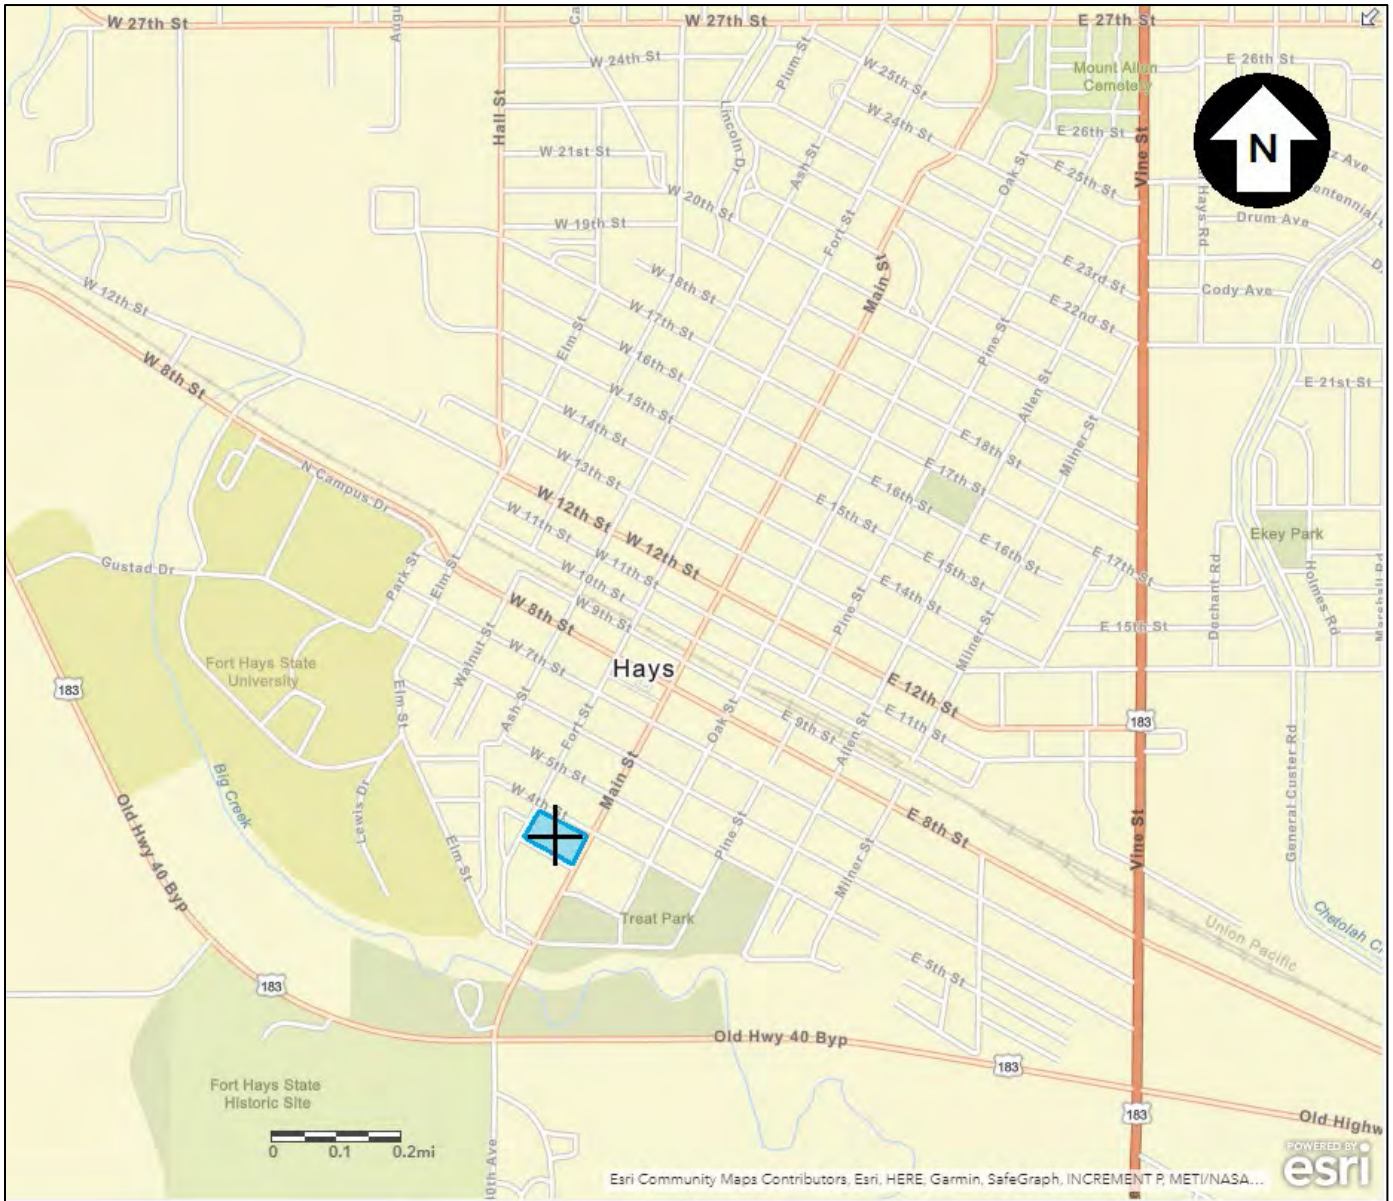 W 27th St
W 27th St
E 27th St
Hall St
W 24th St
Plum St
W 25th St
Mount Allen
Cemetery
E 26th St
Lincoln Dr
W 24th St
E 26th St
Vine St
N
W 21st St
Ash St
Oak St
E 25th St
Hays Rd
W 20th St
Drum Ave
W 19th St
Fort St
W 12th St
W 18th St
Main St
E 23rd St
Cody Ave
W 17th St
E 22nd St
Elm St
Pine St
W 8th St
W 16th St
Allen St
E 21st St
W 15th St
W 14th St
E 18th St
Milner St
N Campus Dr
W 13th St
E 17th St
E 16th St
W 12th St
W 11th St
E 15th St
Ekey Park
E 16th St
W 12th St
Gustad Dr
Park St
Elm St
W 11th St
E 15th St
E 17th St
Dechant Rd
Holmes Rd
W 10th St
E 14th St
W 8th St
W 9th St
Pine St
Milner St
E 15th St
Fort Hays State
University
Walnut St
W 7th St
Hays
183
Elm St
Ash St
Fort St
Oak St
E 12th St
E 11th St
E 9th St
Allen St
183
W 5th St
Main St
General Custer Rd
Big Creek
Lewis Dr
W 4th St
Old Hwy 40 Byp
Elm St
Pine St
Milner St
E 8th St
Vine St
Treat Park
Union Pacific
Chetolah C
E 5th St
183
Old Hwy 40 Byp
183
Fort Hays State
Historic Site
183
Old Highw
0 0.1 0.2mi
POWERED BY
esri
Esri Community Maps Contributors, Esri, HERE, Garmin, SafeGraph, INCREMENT P, METI/NASA...